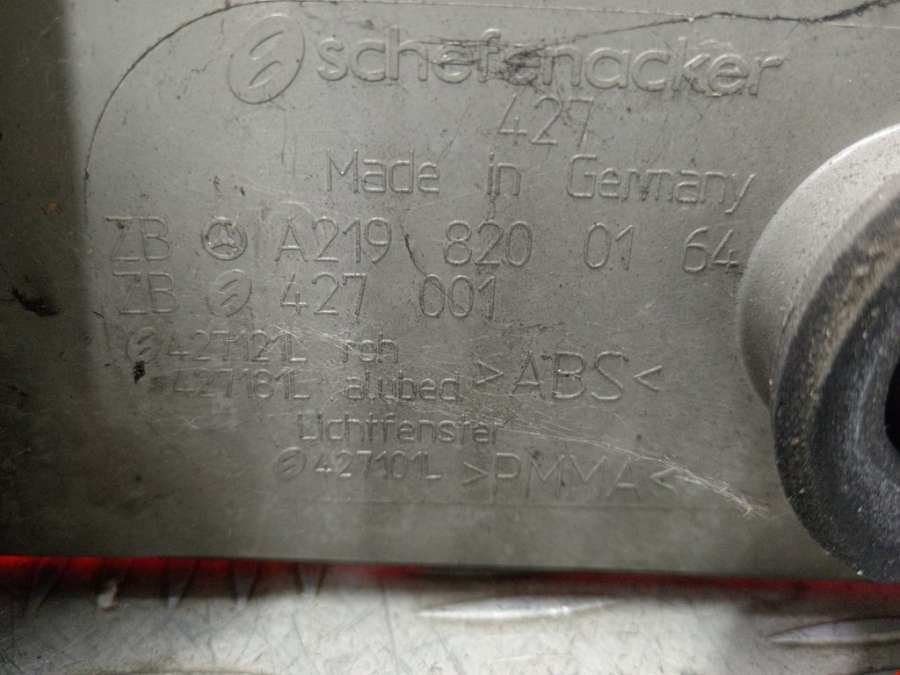 schefenacker
427
Made in Germany
ZB A219 820 01 64
ZB 427 001
427121L roh
427181L alubed >ABS<
Lichtfenster
427101L >PMMA<